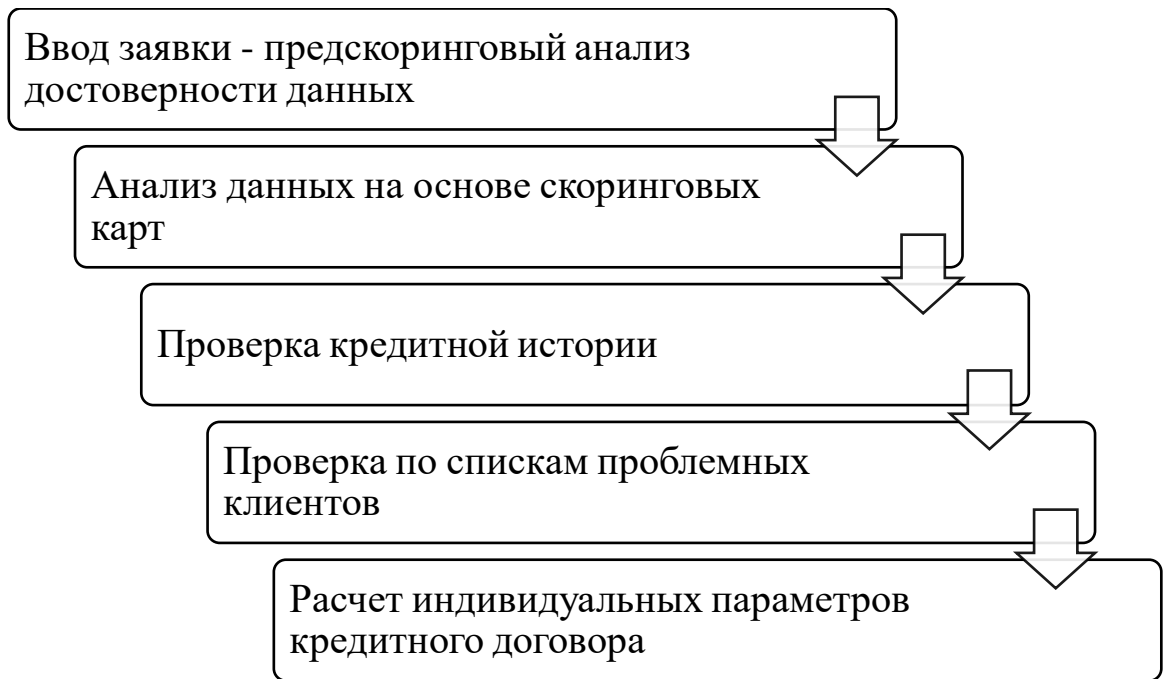 Ввод заявки - предскоринговый анализ
достоверности данных
Анализ данных на основе скоринговых
карт
Проверка кредитной истории
Проверка по спискам проблемных
клиентов
Расчет индивидуальных параметров
кредитного договора